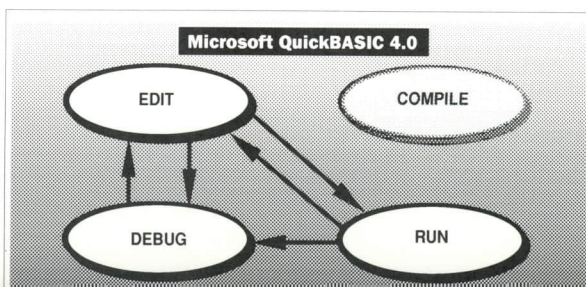 Microsoft QuickBASIC 4.0
EDIT
COMPILE
DEBUG
RUN